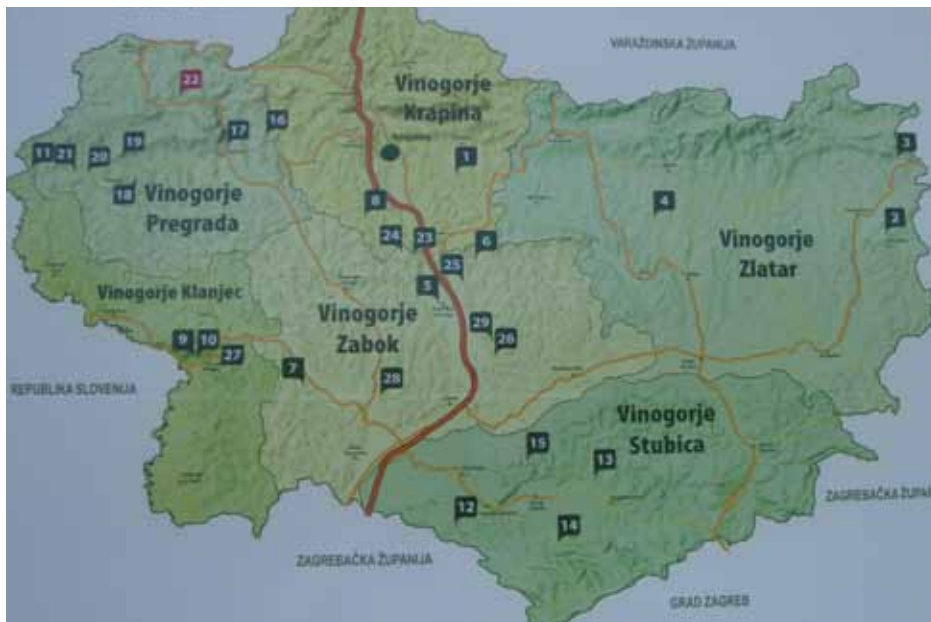 VARAŽDINSKA ŽUPANIJA
Vinogorje
Krapina
22
16
17
19
11
21
20
18
1
3
Vinogorje
Pregrada
8
4
2
24
23
6
Vinogorje
Zlatar
25
5
Vinogorje Klanjec
Vinogorje
Zabok
29
26
9
10
27
7
28
REPUBLIKA SLOVENIJA
Vinogorje
Stubica
15
13
12
14
ZAGREBAČKA ŽUPAN
ZAGREBAČKA ŽUPANIJA
GRAD ZAGREB